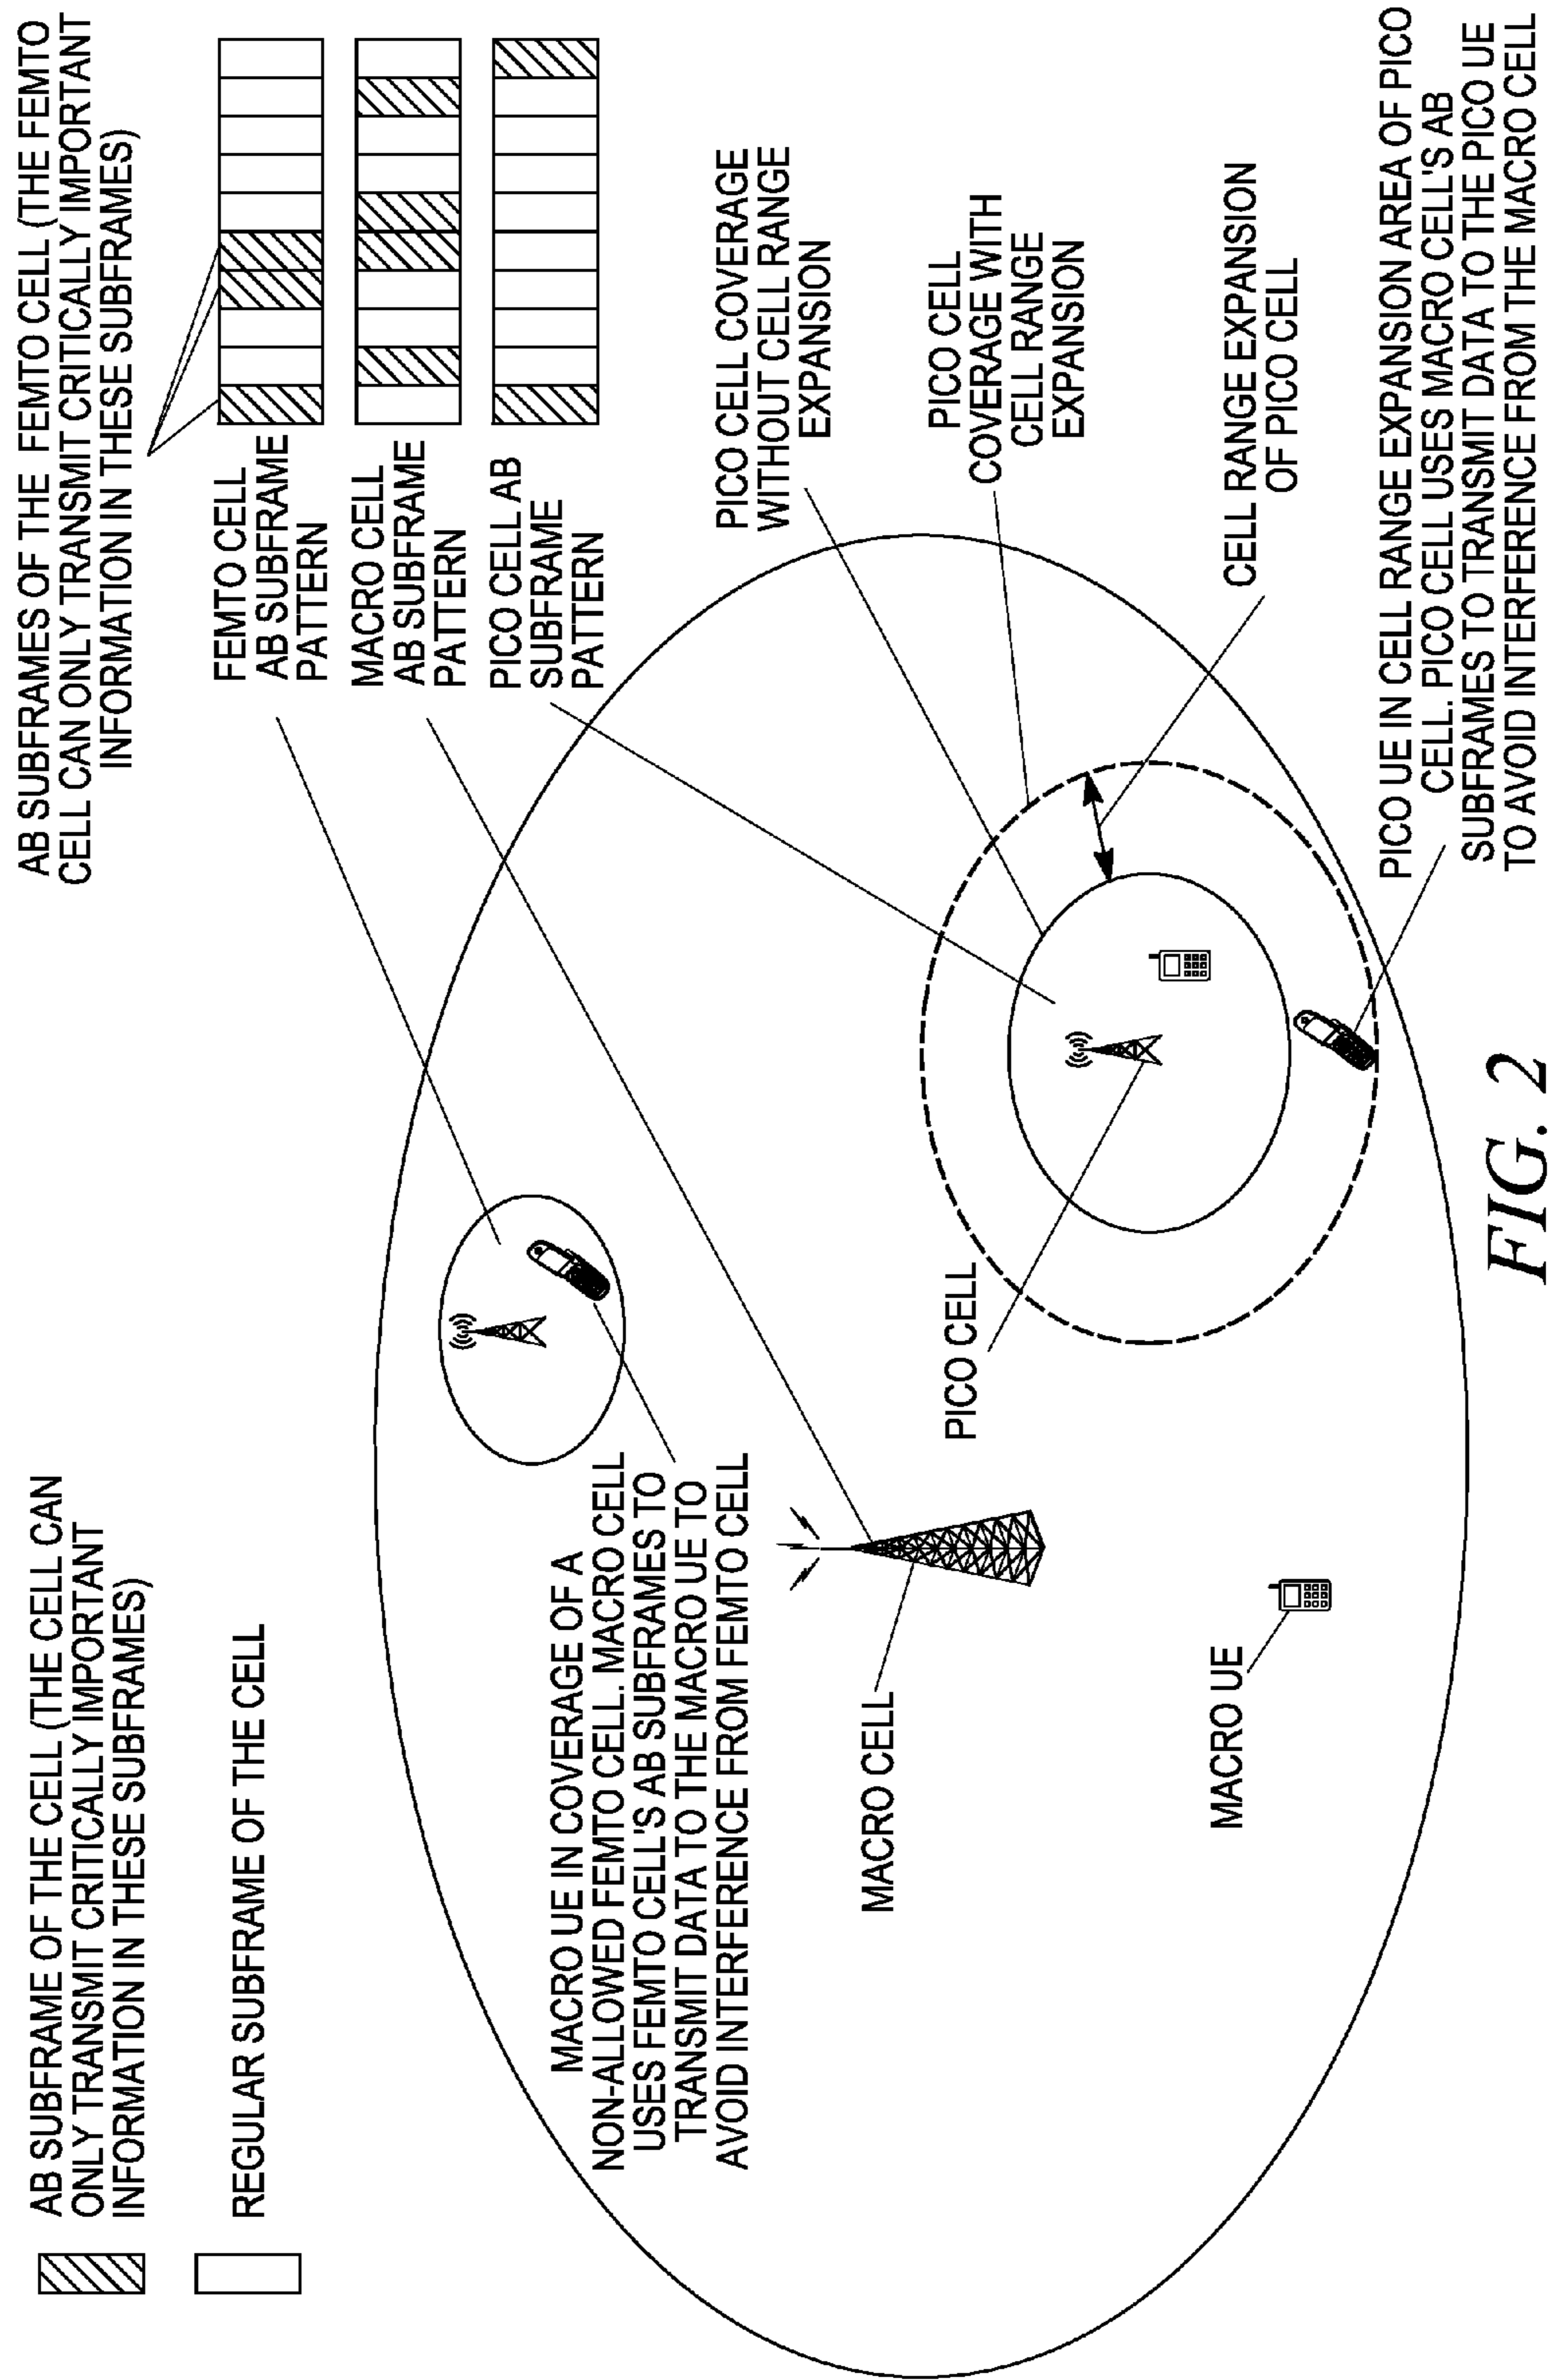 AB SUBFRAME OF THE CELL (THE CELL CAN
ONLY TRANSMIT CRITICALLY IMPORTANT
INFORMATION IN THESE SUBFRAMES)
REGULAR SUBFRAME OF THE CELL
AB SUBFRAMES OF THE FEMTO CELL (THE FEMTO
CELL CAN ONLY TRANSMIT CRITICALLY IMPORTANT
INFORMATION IN THESE SUBFRAMES)
FEMTO CELL
AB SUBFRAME
PATTERN
MACRO CELL
AB SUBFRAME
PATTERN
PICO CELL AB
SUBFRAME
PATTERN
MACRO UE IN COVERAGE OF A
NON-ALLOWED FEMTO CELL. MACRO CELL
USES FEMTO CELL'S AB SUBFRAMES TO
TRANSMIT DATA TO THE MACRO UE TO
AVOID INTERFERENCE FROM FEMTO CELL
PICO CELL COVERAGE
WITHOUT CELL RANGE
EXPANSION
PICO CELL
COVERAGE WITH
CELL RANGE
EXPANSION
MACRO CELL
PICO CELL
CELL RANGE EXPANSION
OF PICO CELL
MACRO UE
PICO UE IN CELL RANGE EXPANSION AREA OF PICO
CELL. PICO CELL USES MACRO CELL'S AB
SUBFRAMES TO TRANSMIT DATA TO THE PICO UE
TO AVOID INTERFERENCE FROM THE MACRO CELL
FIG. 2